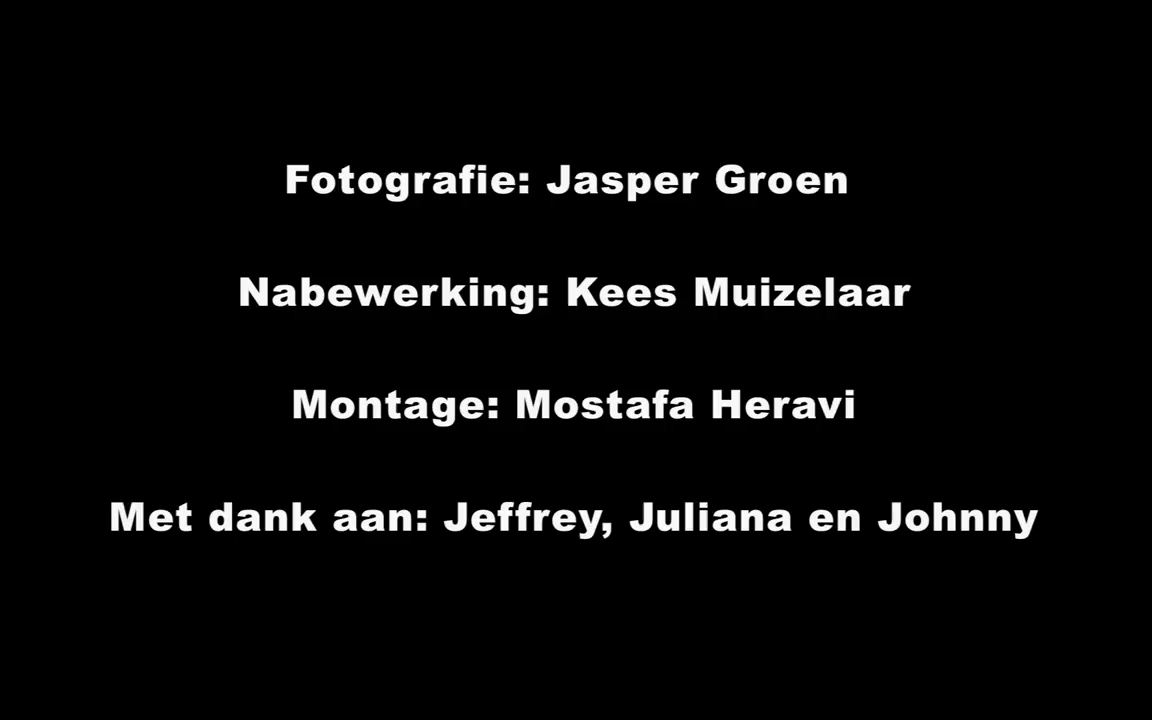 Fotografie: Jasper Groen
Nabewerking: Kees Muizelaar
Montage: Mostafa Heravi
Met dank aan: Jeffrey, Juliana en Johnny